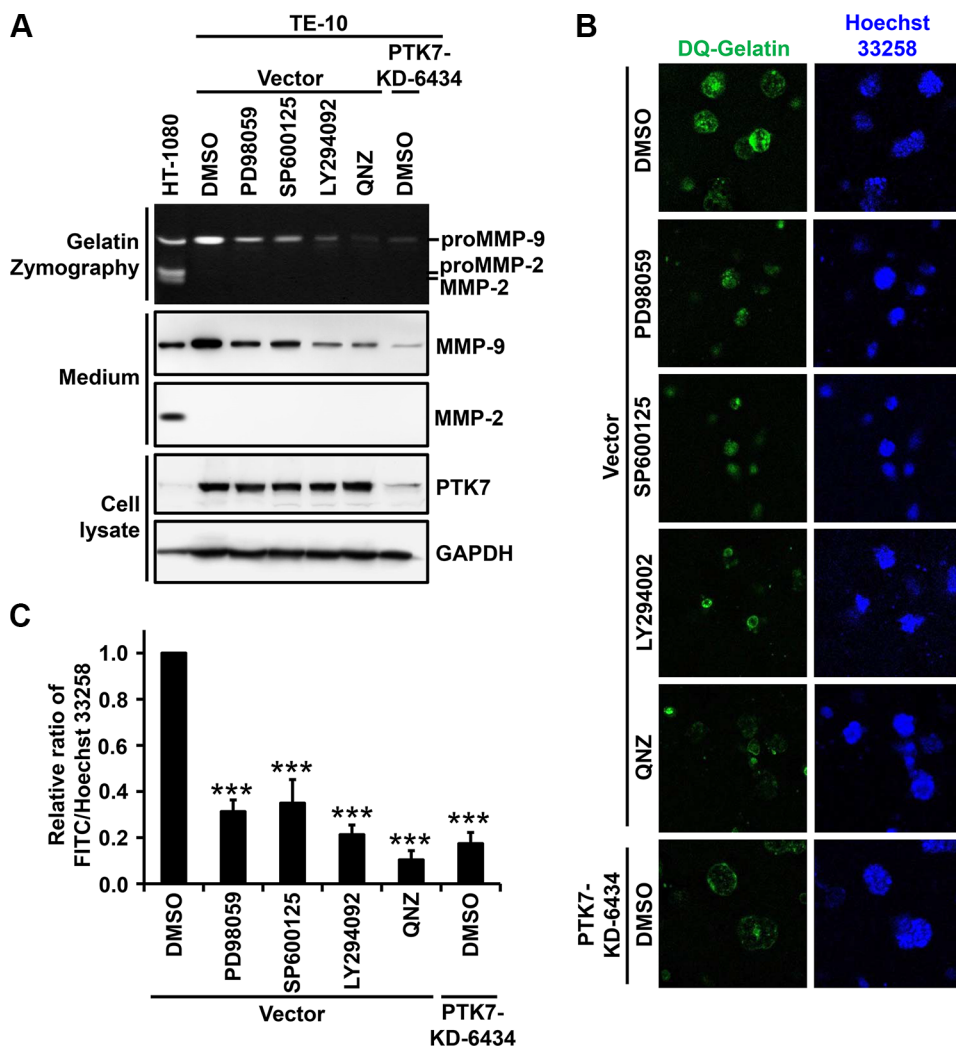 A
TE-10
Vector
PTK7-
KD-6434
HT-1080
DMSO
PD98059
SP600125
LY294092
QNZ
DMSO
Gelatin
Zymography
proMMP-9
proMMP-2
MMP-2
Medium
MMP-9
MMP-2
Cell
lysate
PTK7
GAPDH
B
DQ-Gelatin
Hoechst
33258
Vector
DMSO
PD98059
SP600125
LY294002
QNZ
PTK7-
KD-6434
DMSO
C
Relative ratio of
FITC/Hoechst 33258
1.0
0.8
0.6
0.4
0.2
0.0
***
***
***
***
***
DMSO
PD98059
SP600125
LY294092
QNZ
DMSO
Vector
PTK7-
KD-6434